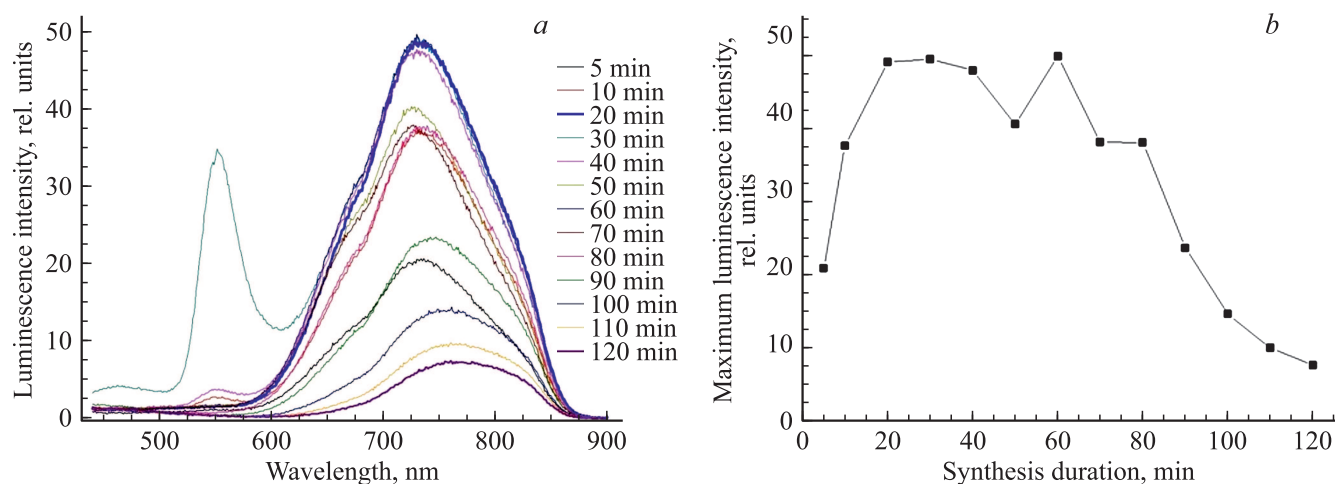 a
Luminescence intensity, rel. units
50
40
30
20
10
0
500
600
700
800
900
Wavelength, nm
5 min
10 min
20 min
30 min
40 min
50 min
60 min
70 min
80 min
90 min
100 min
110 min
120 min
b
Maximum luminescence intensity,
rel. units
50
40
30
20
10
0
0
20
40
60
80
100
120
Synthesis duration, min